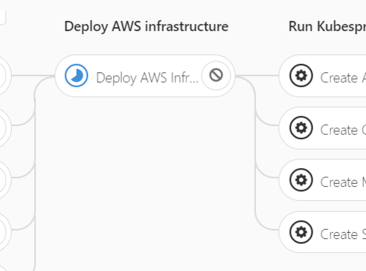 Deploy AWS infrastructure
Run Kubespr
Deploy AWS Infr...
Create
Create
Create
Create